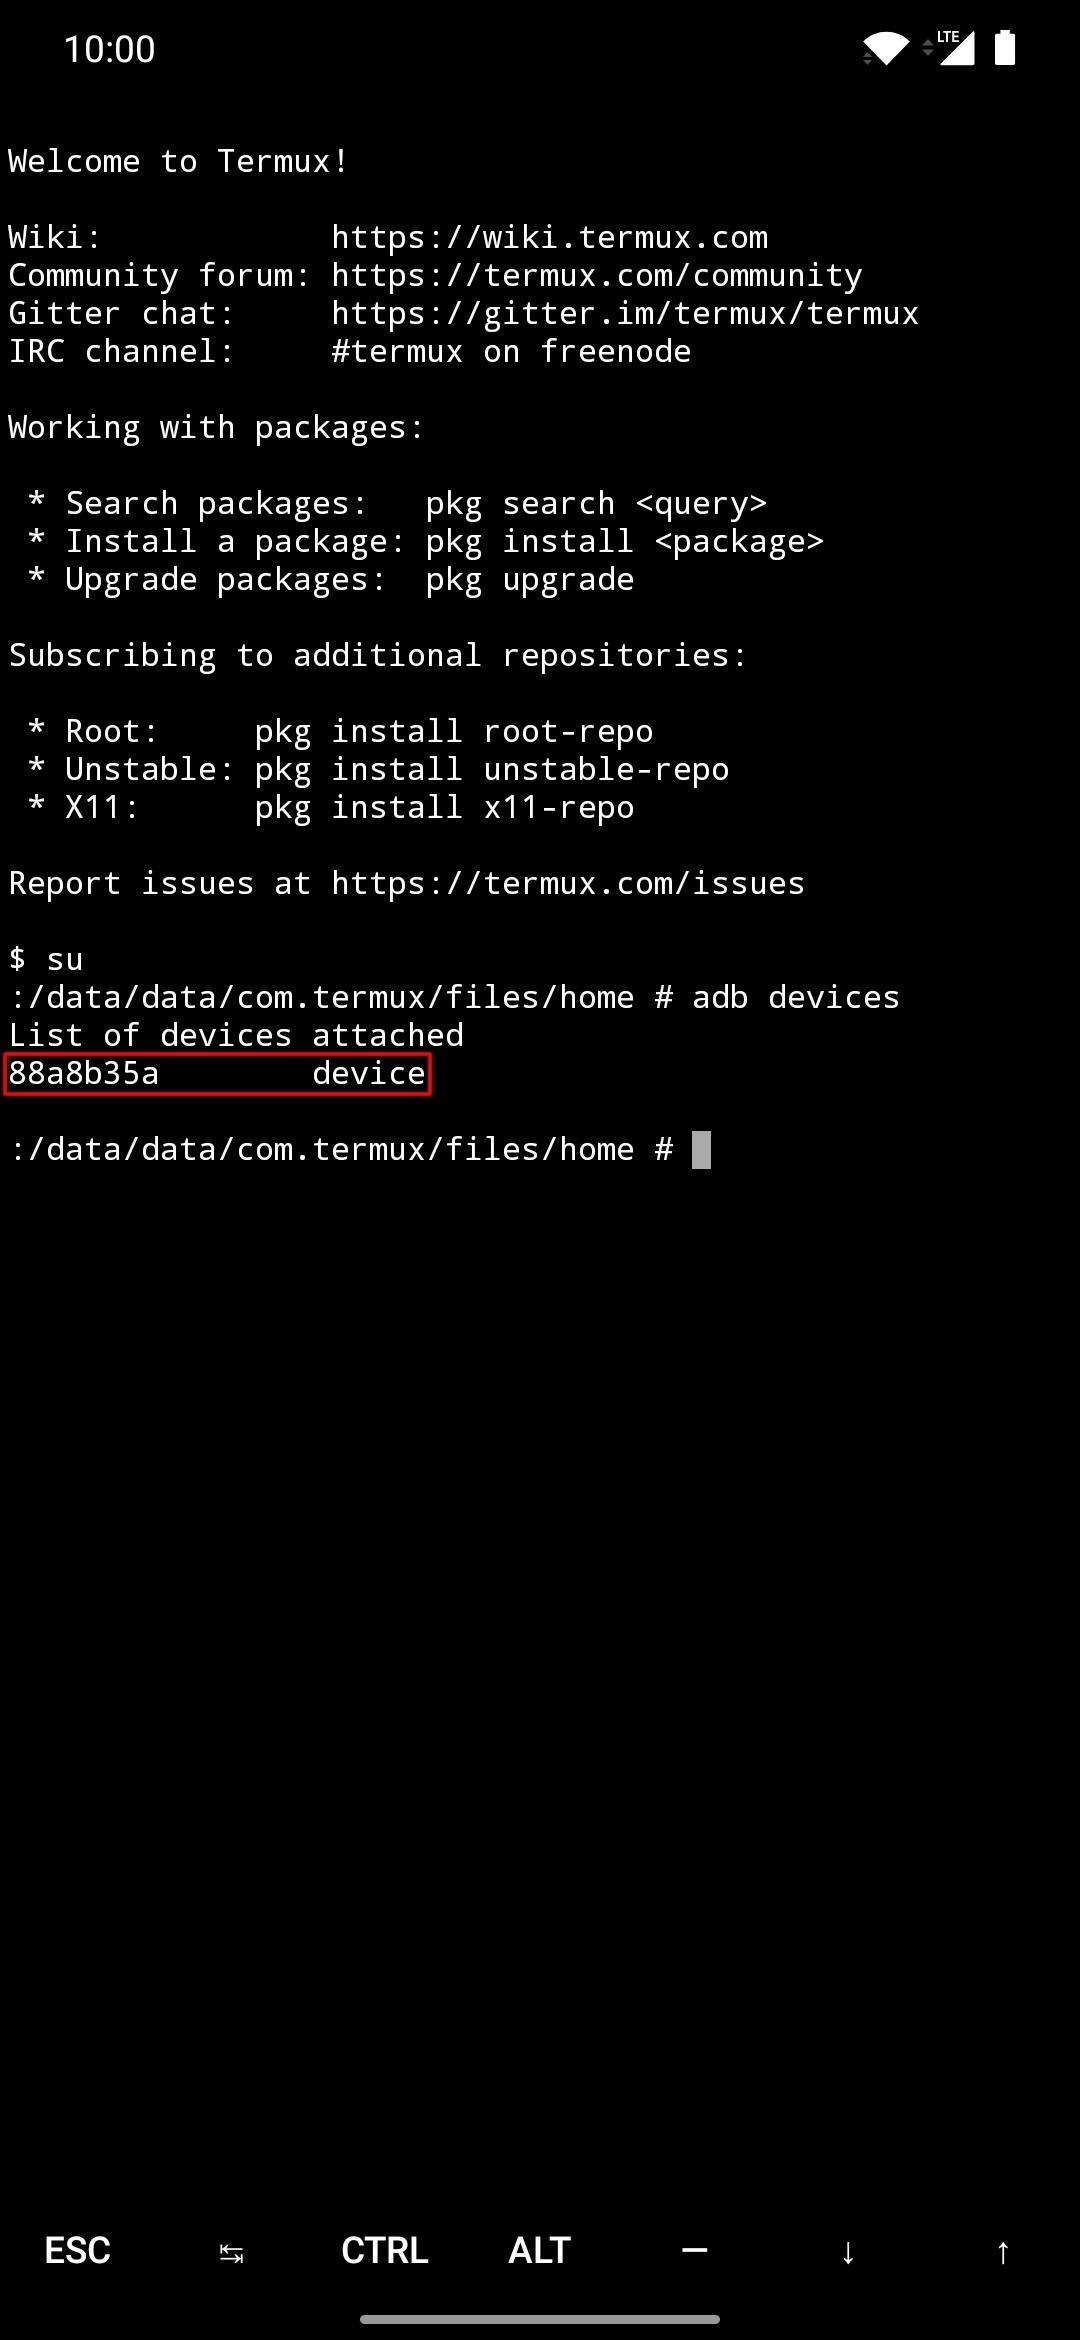 10:00
LTE
Welcome to Termux!
Wiki:            https://wiki.termux.com
Community forum: https://termux.com/community
Gitter chat:     https://gitter.im/termux/termux
IRC channel:     #termux on freenode
Working with packages:
 * Search packages:   pkg search <query>
 * Install a package: pkg install <package>
 * Upgrade packages:  pkg upgrade
Subscribing to additional repositories:
 * Root:     pkg install root-repo
 * Unstable: pkg install unstable-repo
 * X11:      pkg install x11-repo
Report issues at https://termux.com/issues
$ su
:/data/data/com.termux/files/home # adb devices
List of devices attached
88a8b35a        device
:/data/data/com.termux/files/home #
ESC ↹ CTRL ALT — ↓ ↑